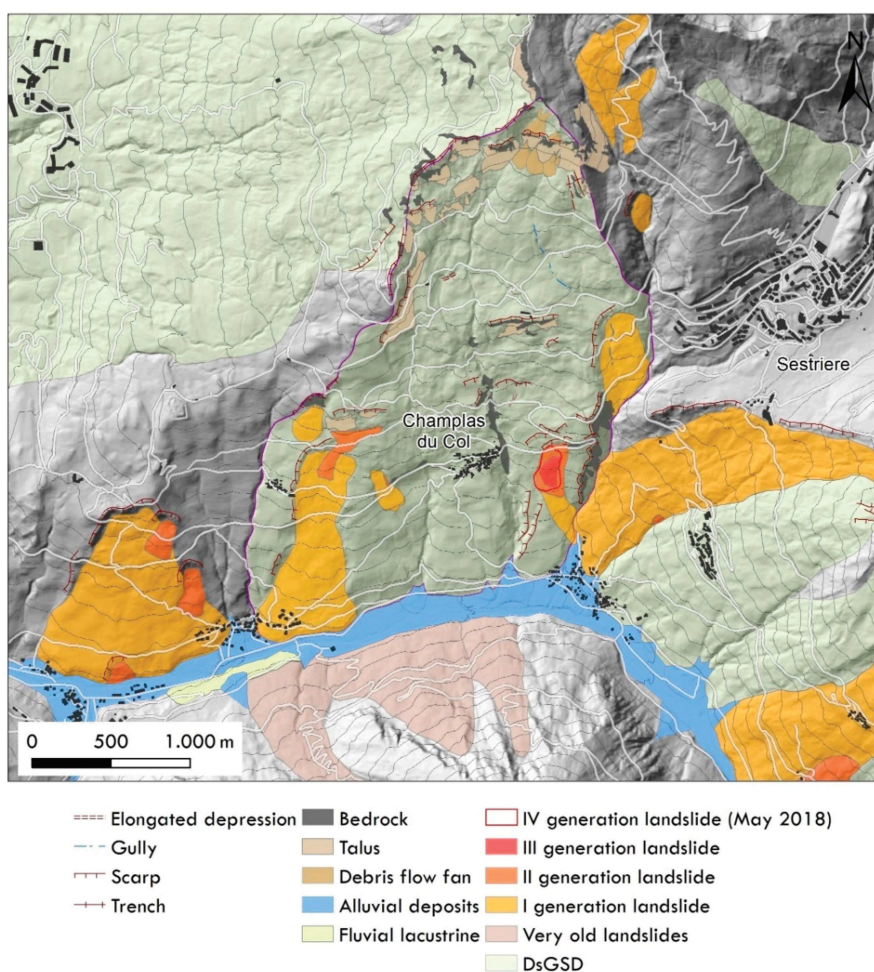 N
Sestriere
Champlas
du Col
0 500 1.000 m
Elongated depression
Gully
Scarp
Trench
Bedrock
Talus
Debris flow fan
Alluvial deposits
Fluvial lacustrine
IV generation landslide (May 2018)
III generation landslide
II generation landslide
I generation landslide
Very old landslides
DsGSD